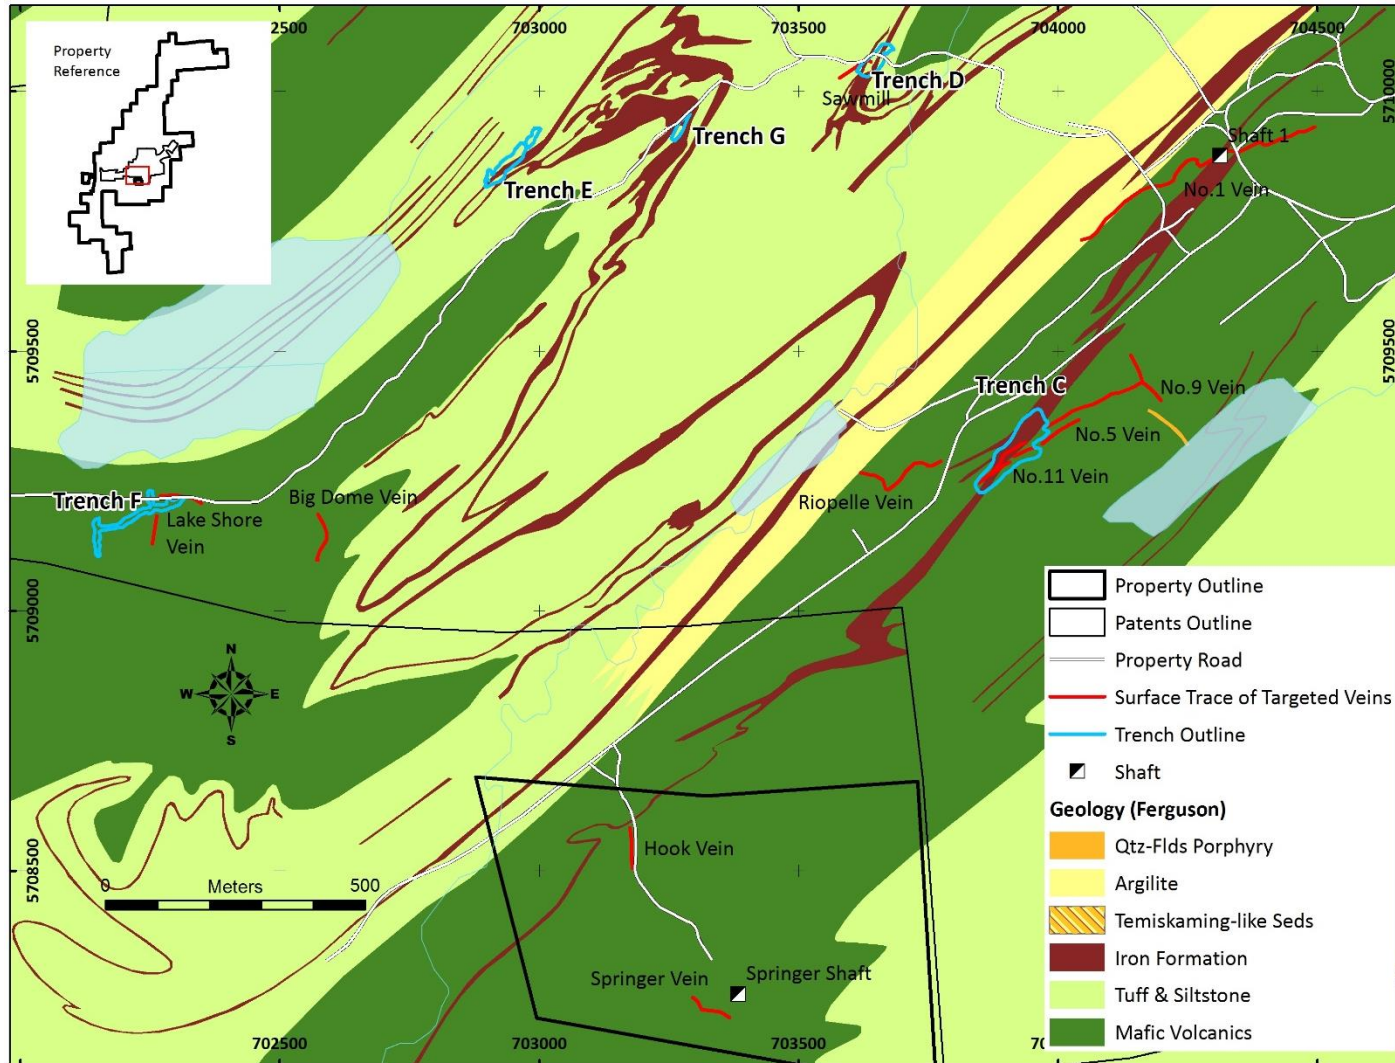 2500
703000
703500
704000
704500
Property
Reference
5710000
Trench D
Sawmill
Trench G
Shaft 1
Trench E
No.1 Vein
5709500
5709500
Trench C
No.9 Vein
No.5 Vein
No.11 Vein
Big Dome Vein
Trench F
Lake Shore
Vein
Riopelle Vein
5709000
N
W
E
S
Property Outline
Patents Outline
Property Road
Surface Trace of Targeted Veins
Trench Outline
Shaft
Geology (Ferguson)
Qtz-Flds Porphyry
Argilite
Temiskaming-like Seds
Iron Formation
Tuff & Siltstone
Mafic Volcanics
Hook Vein
5708500
0
Meters
500
Springer Vein
Springer Shaft
702500
703000
703500
70